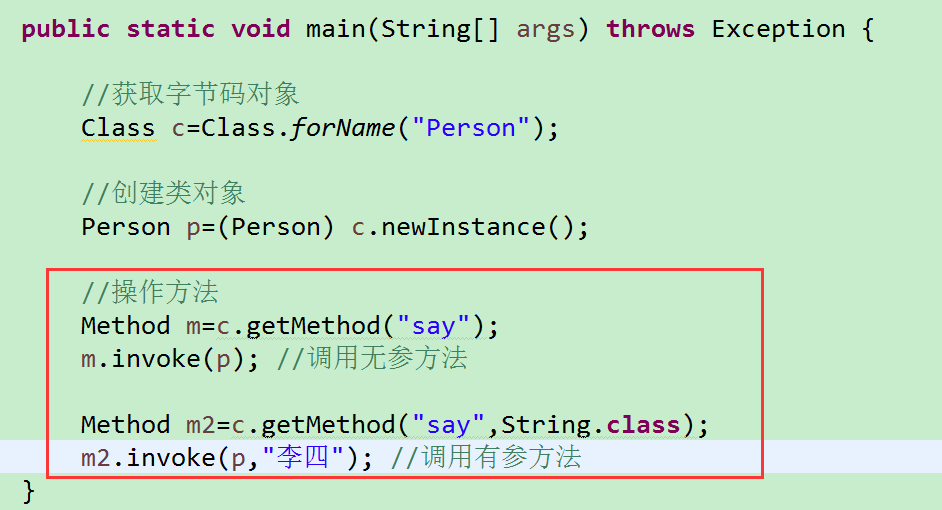 public static void main(String[] args) throws Exception {
//获取字节码对象
Class c=Class.forName("Person");
//创建类对象
Person p=(Person) c.newInstance();
//操作方法
Method m=c.getMethod("say");
m.invoke(p); //调用无参方法
Method m2=c.getMethod("say",String.class);
m2.invoke(p,"李四"); //调用有参方法
}